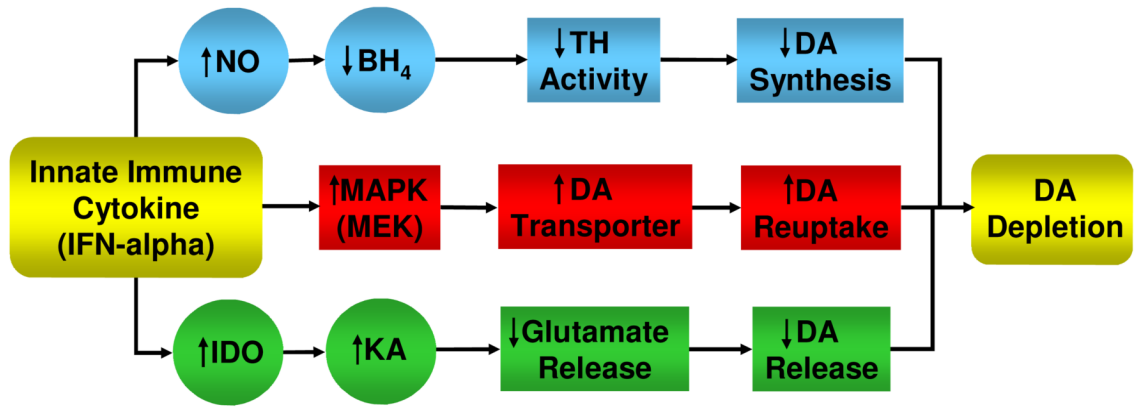 ↑NO
↓BH₄
↓TH
Activity
↓DA
Synthesis
Innate Immune
Cytokine
(IFN-alpha)
↑MAPK
(MEK)
↑DA
Transporter
↑DA
Reuptake
DA
Depletion
↑IDO
↑KA
↓Glutamate
Release
↓DA
Release